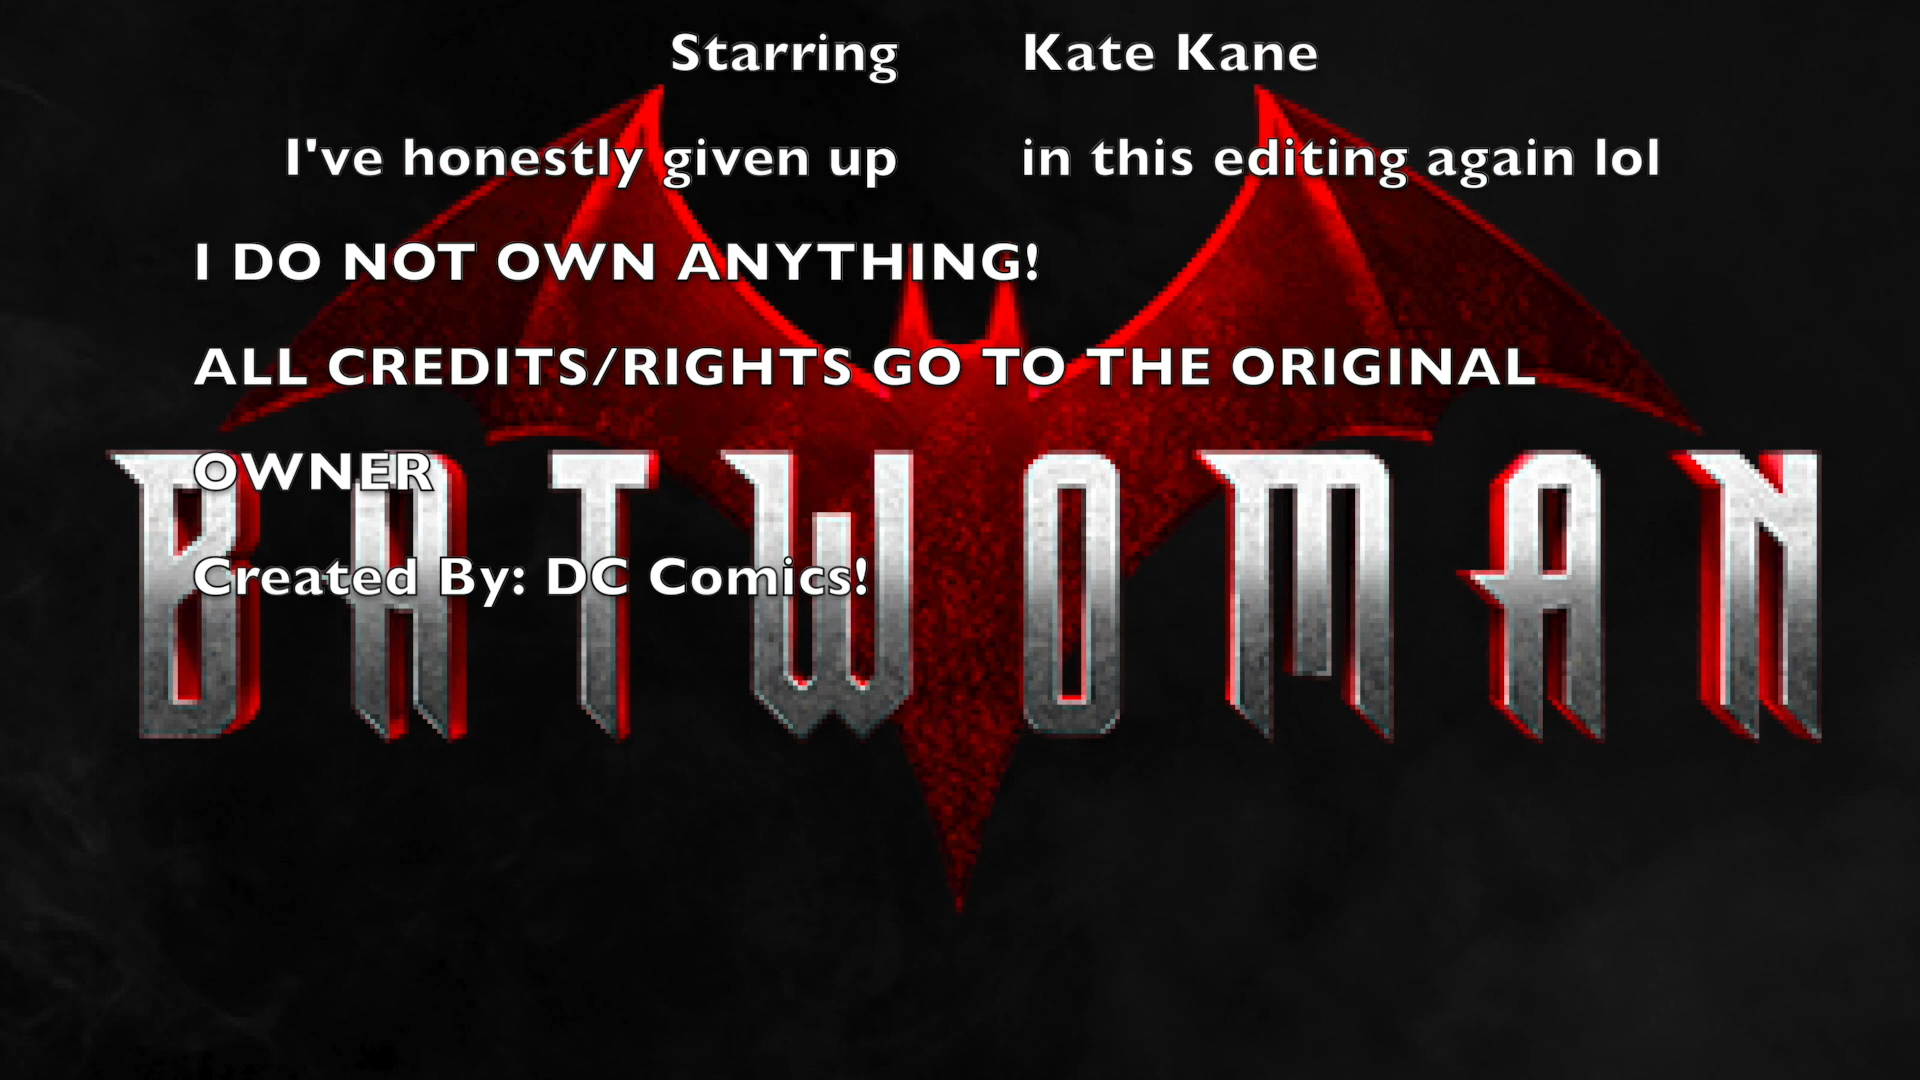 Starring Kate Kane
I've honestly given up in this editing again lol
I DO NOT OWN ANYTHING!
ALL CREDITS/RIGHTS GO TO THE ORIGINAL
OWNER
BATWOMAN
Created By: DC Comics!